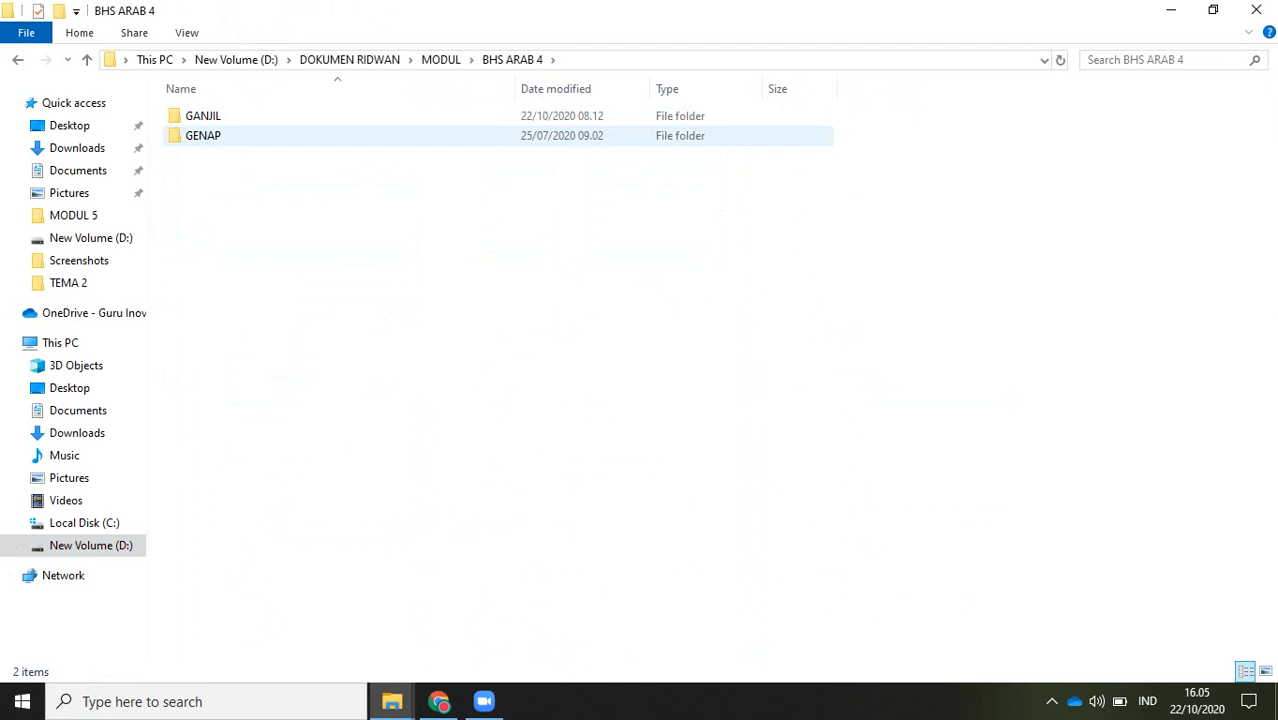 BHS ARAB 4
File Home Share View
This PC New Volume (D:) DOKUMEN RIDWAN MODUL BHS ARAB 4 Search BHS ARAB 4
Name Date modified Type Size
GANJIL 22/10/2020 08.12 File folder
GENAP 25/07/2020 09.02 File folder
Quick access
Desktop
Downloads
Documents
Pictures
MODUL 5
New Volume (D:)
Screenshots
TEMA 2
OneDrive - Guru Inov
This PC
3D Objects
Desktop
Documents
Downloads
Music
Pictures
Videos
Local Disk (C:)
New Volume (D:)
Network
2 items
Type here to search IND 16.05
22/10/2020